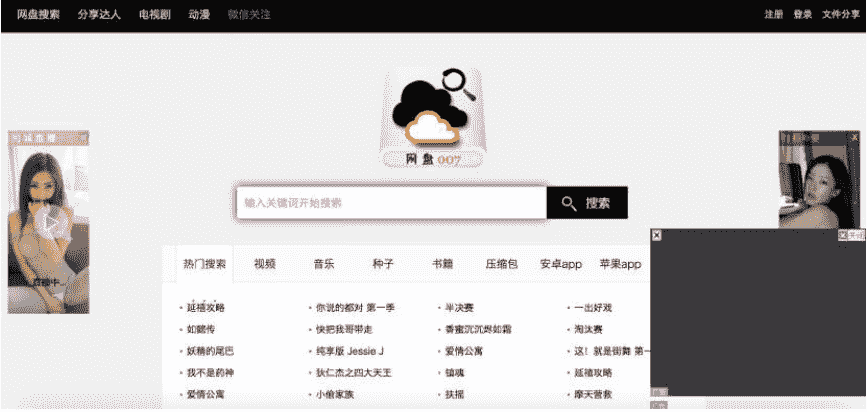 网盘搜索 分享达人 电视剧 动漫 微信关注 注册 登录 文件分享
网盘007
输入关键词开始搜索 搜索
热门搜索 视频 音乐 种子 书籍 压缩包 安卓app 苹果app
• 延禧攻略 • 你说的都对 第一季 • 半决赛 • 一出好戏
• 如懿传 • 快把我哥带走 • 香蜜沉沉烬如霜 • 淘汰赛
• 妖精的尾巴 • 纯享版 Jessie J • 爱情公寓 • 这！就是街舞 第一
• 我不是药神 • 狄仁杰之四大天王 • 镇魂 • 延禧攻略
• 爱情公寓 • 小偷家族 • 扶摇 • 摩天营救